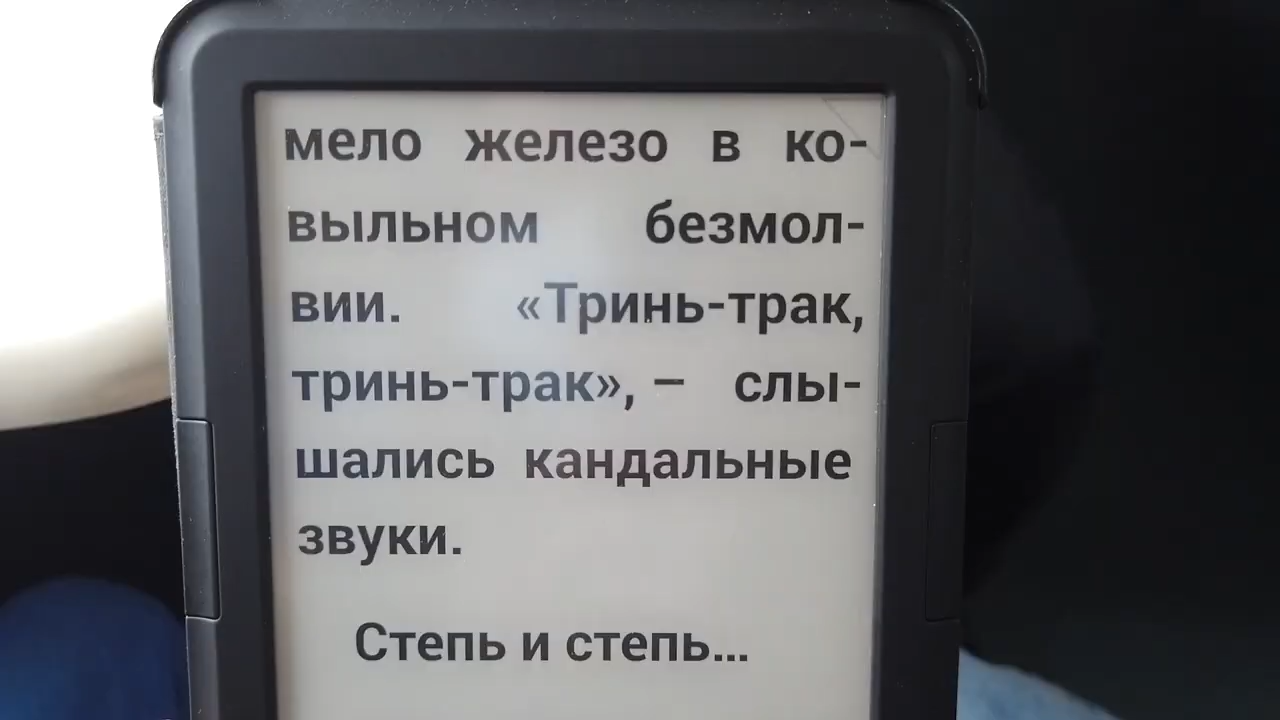 мело железо в ко-
выльном безмол-
вии. «Тринь-трак,
тринь-трак», – слы-
шались кандальные
звуки.
Степь и степь...